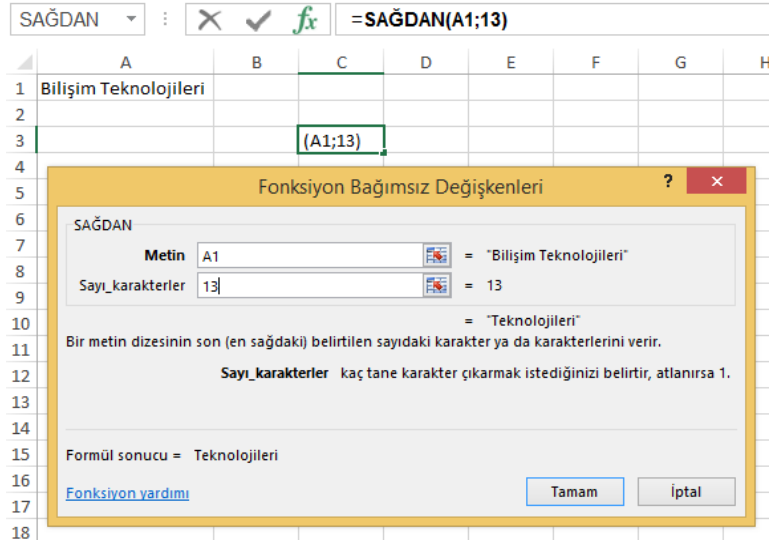 SAĞDAN fx =SAĞDAN(A1;13)
A B C D E F G H
1 Bilişim Teknolojileri
2
3 (A1;13)
4
Fonksiyon Bağımsız Değişkenleri ? ×
5
6 SAĞDAN
7 Metin A1 = "Bilişim Teknolojileri"
8 Sayı_karakterler 13 = 13
9
10 = "Teknolojileri"
11 Bir metin dizesinin son (en sağdaki) belirtilen sayıdaki karakter ya da karakterlerini verir.
12 Sayı_karakterler kaç tane karakter çıkarmak istediğinizi belirtir, atlanırsa 1.
13
14
15 Formül sonucu = Teknolojileri
16 Fonksiyon yardımı Tamam İptal
17
18